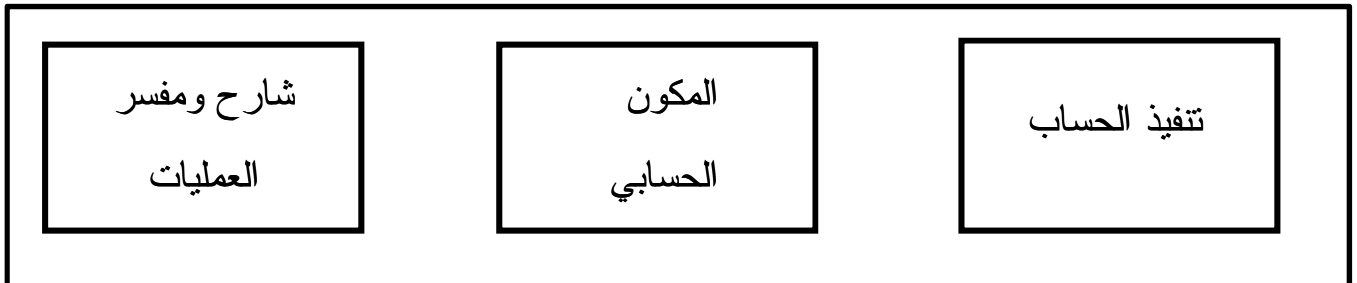 تنفيذ الحساب
المكون
الحسابي
شارح ومفسر
العمليات